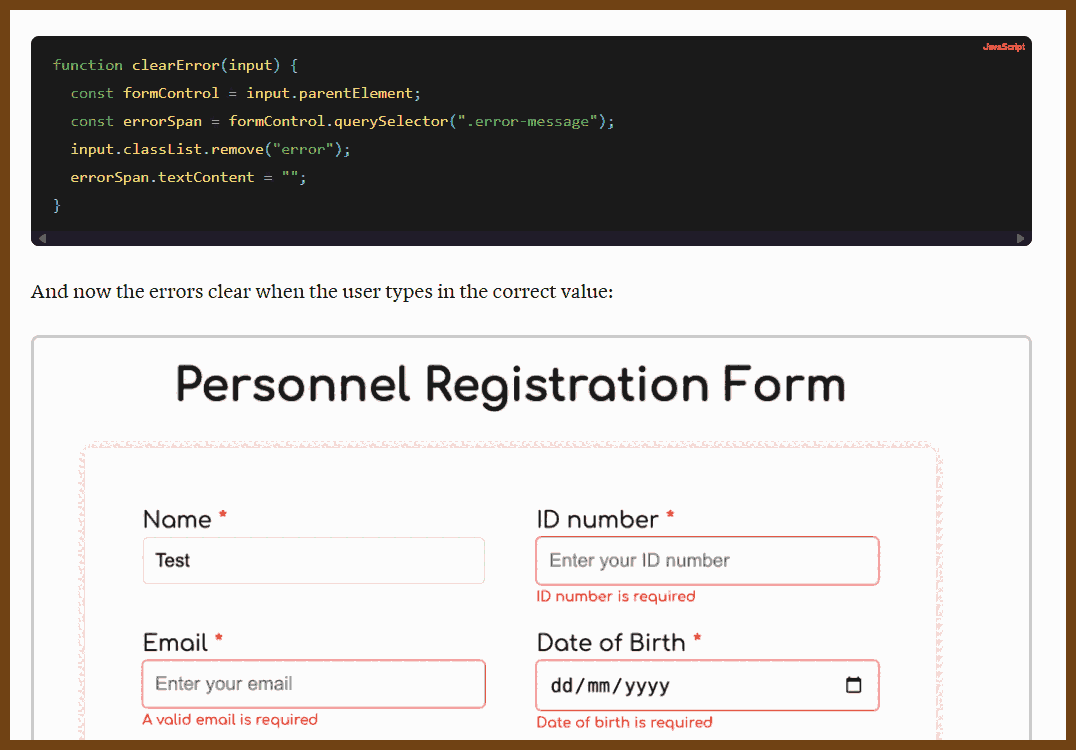 JavaScript
function clearError(input) {
  const formControl = input.parentElement;
  const errorSpan = formControl.querySelector(".error-message");
  input.classList.remove("error");
  errorSpan.textContent = "";
}
And now the errors clear when the user types in the correct value:
Personnel Registration Form
Name * ID number *
Test Enter your ID number
ID number is required
Email * Date of Birth *
Enter your email dd/mm/yyyy
A valid email is required Date of birth is required